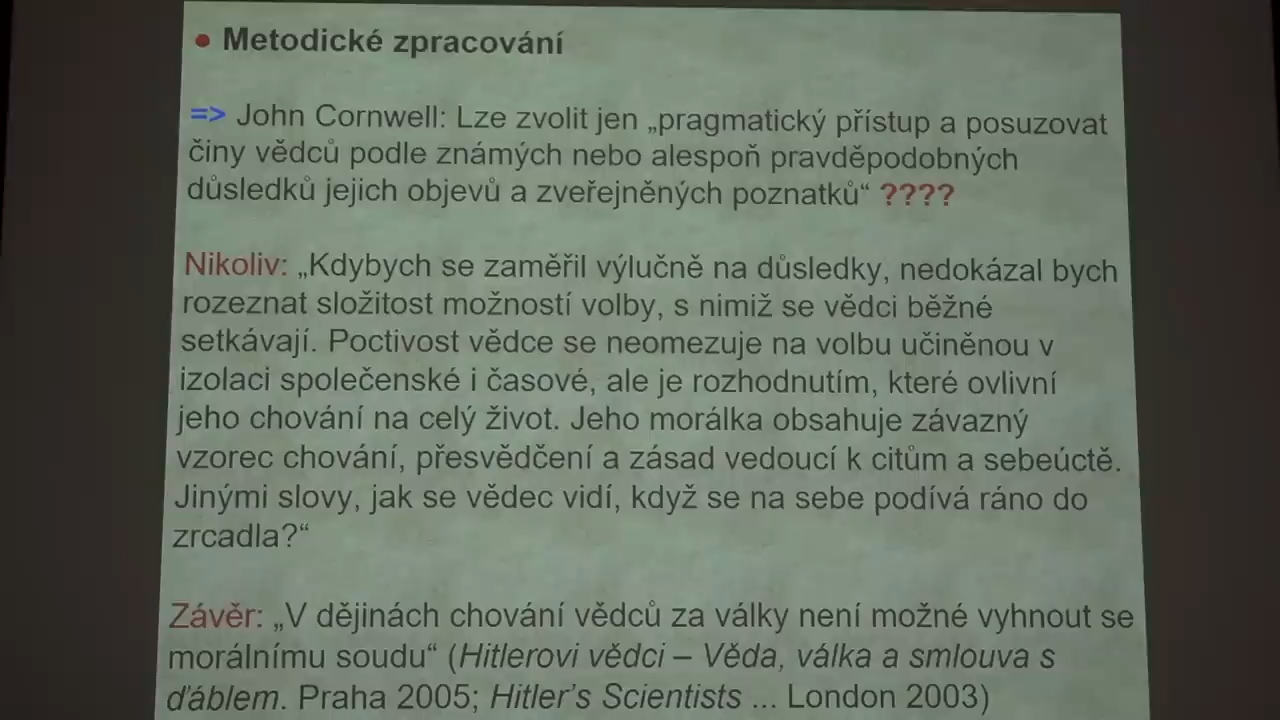 ● Metodické zpracování
=> John Cornwell: Lze zvolit jen „pragmatický přístup a posuzovat
činy vědců podle známých nebo alespoň pravděpodobných
důsledků jejich objevů a zveřejněných poznatků“ ????
Nikoliv: „Kdybych se zaměřil výlučně na důsledky, nedokázal bych
rozeznat složitost možností volby, s nimiž se vědci běžné
setkávají. Poctivost vědce se neomezuje na volbu učiněnou v
izolaci společenské i časové, ale je rozhodnutím, které ovlivní
jeho chování na celý život. Jeho morálka obsahuje závazný
vzorec chování, přesvědčení a zásad vedoucí k citům a sebeúctě.
Jinými slovy, jak se vědec vidí, když se na sebe podívá ráno do
zrcadla?“
Závěr: „V dějinách chování vědců za války není možné vyhnout se
morálnímu soudu“ (Hitlerovi vědci – Věda, válka a smlouva s
ďáblem. Praha 2005; Hitler’s Scientists ... London 2003)